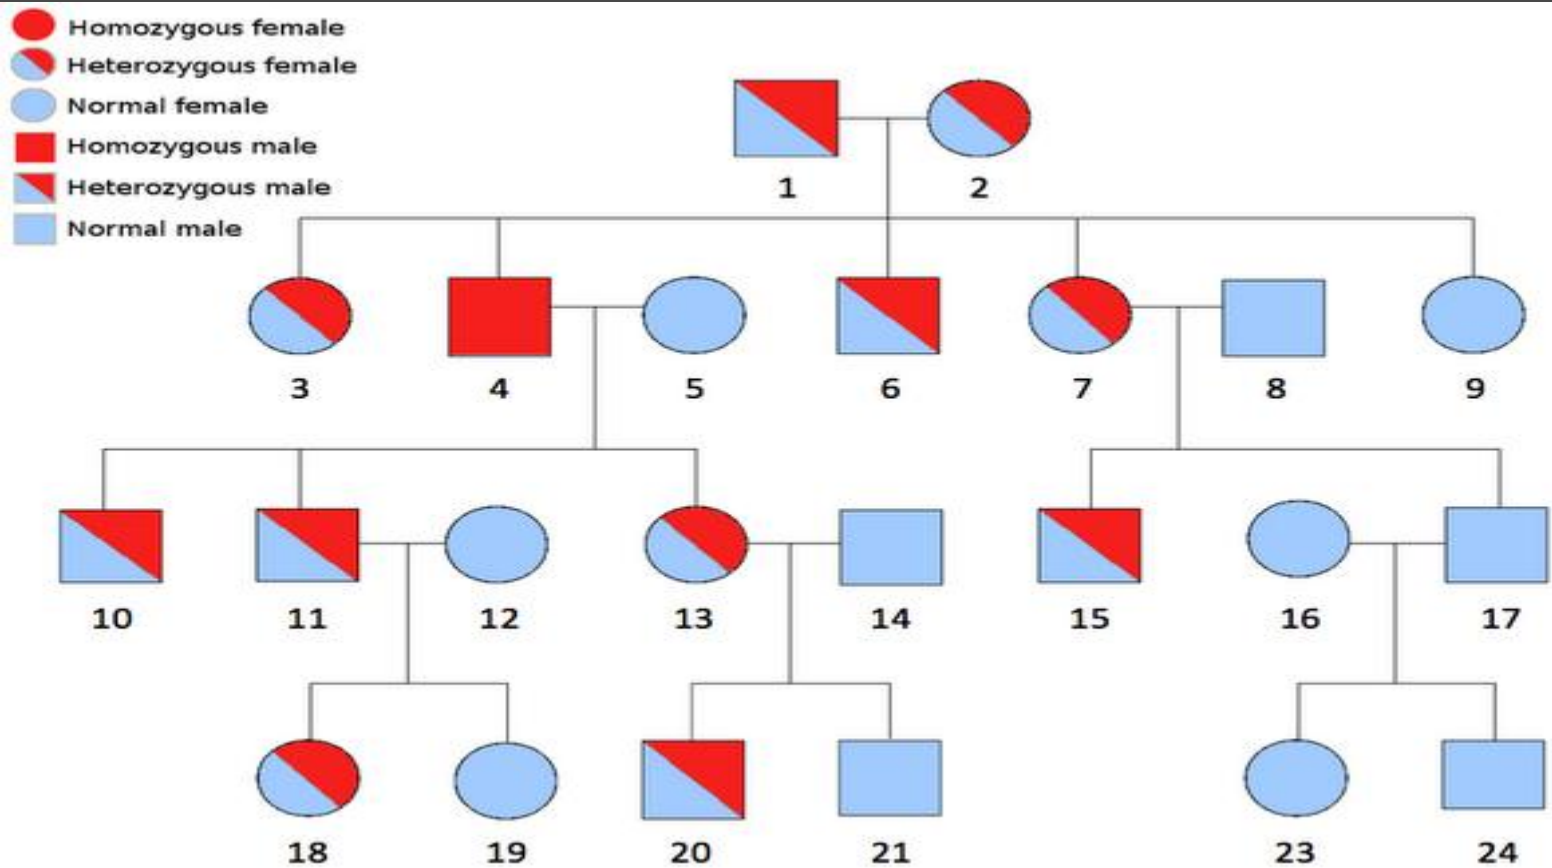 Homozygous female
Heterozygous female
Normal female
Homozygous male
Heterozygous male
Normal male
1 2
3 4 5 6 7 8 9
10 11 12 13 14 15 16 17
18 19 20 21 23 24